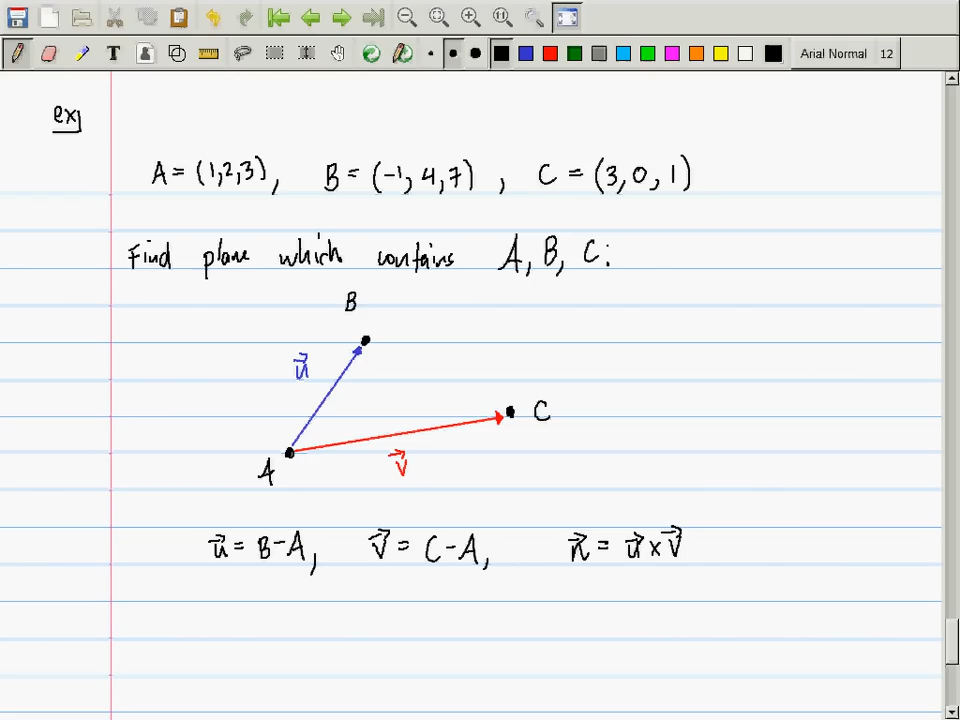 Arial Normal 12
ex
A = (1,2,3), B = (-1, 4, 7) , C = (3, 0, 1)
Find plane which contains A, B, C:
B
u⃗
C
A
v⃗
u⃗ = B-A, v⃗ = C-A, n⃗ = u⃗ x v⃗